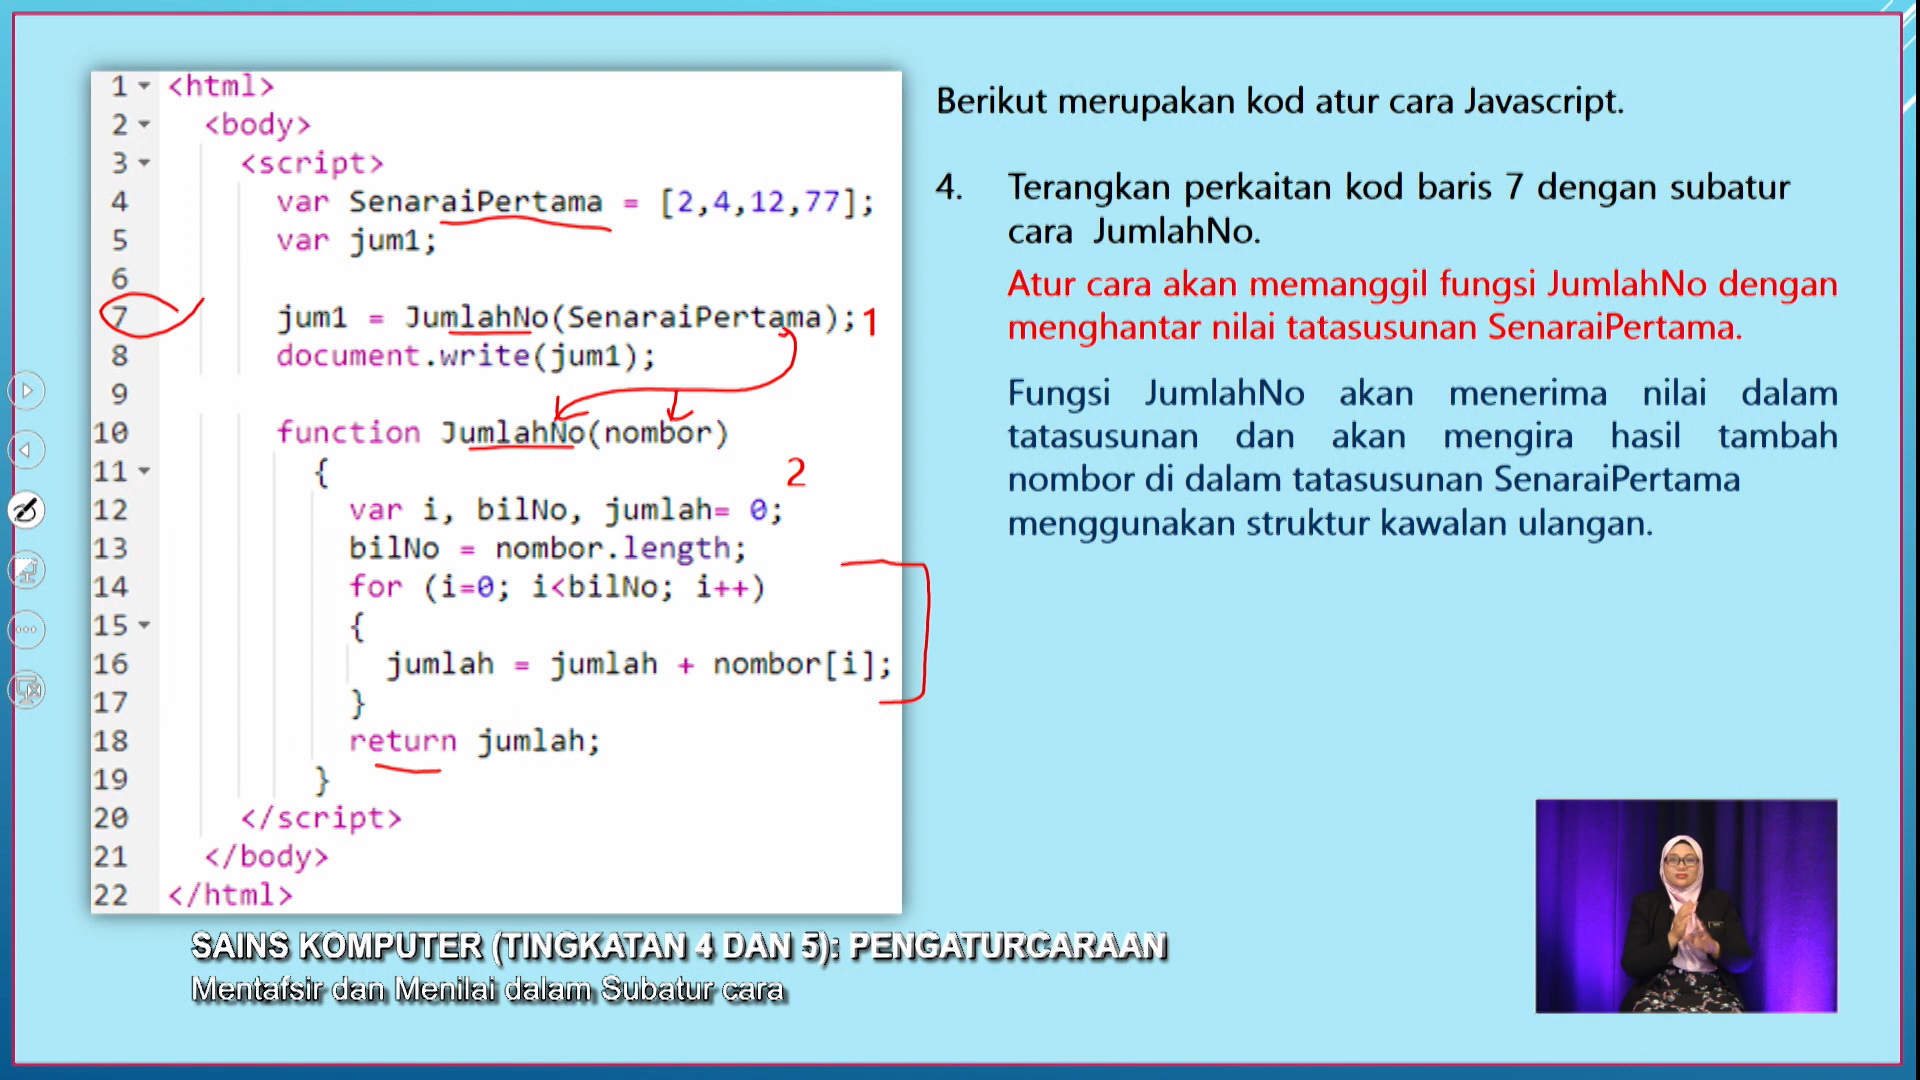 1 <html>
2 <body>
3 <script>
4 var SenaraiPertama = [2,4,12,77];
5 var jum1;
6
7 jum1 = JumlahNo(SenaraiPertama); 1
8 document.write(jum1);
9
10 function JumlahNo(nombor)
11 {
2
12 var i, bilNo, jumlah= 0;
13 bilNo = nombor.length;
14 for (i=0; i<bilNo; i++)
15 {
16 jumlah = jumlah + nombor[i];
17 }
18 return jumlah;
19 }
20 </script>
21 </body>
22 </html>
Berikut merupakan kod atur cara Javascript.
4. Terangkan perkaitan kod baris 7 dengan subatur
cara JumlahNo.
Atur cara akan memanggil fungsi JumlahNo dengan
menghantar nilai tatasusunan SenaraiPertama.
Fungsi JumlahNo akan menerima nilai dalam
tatasusunan dan akan mengira hasil tambah
nombor di dalam tatasusunan SenaraiPertama
menggunakan struktur kawalan ulangan.
SAINS KOMPUTER (TINGKATAN 4 DAN 5): PENGATURCARAAN
Mentafsir dan Menilai dalam Subatur cara